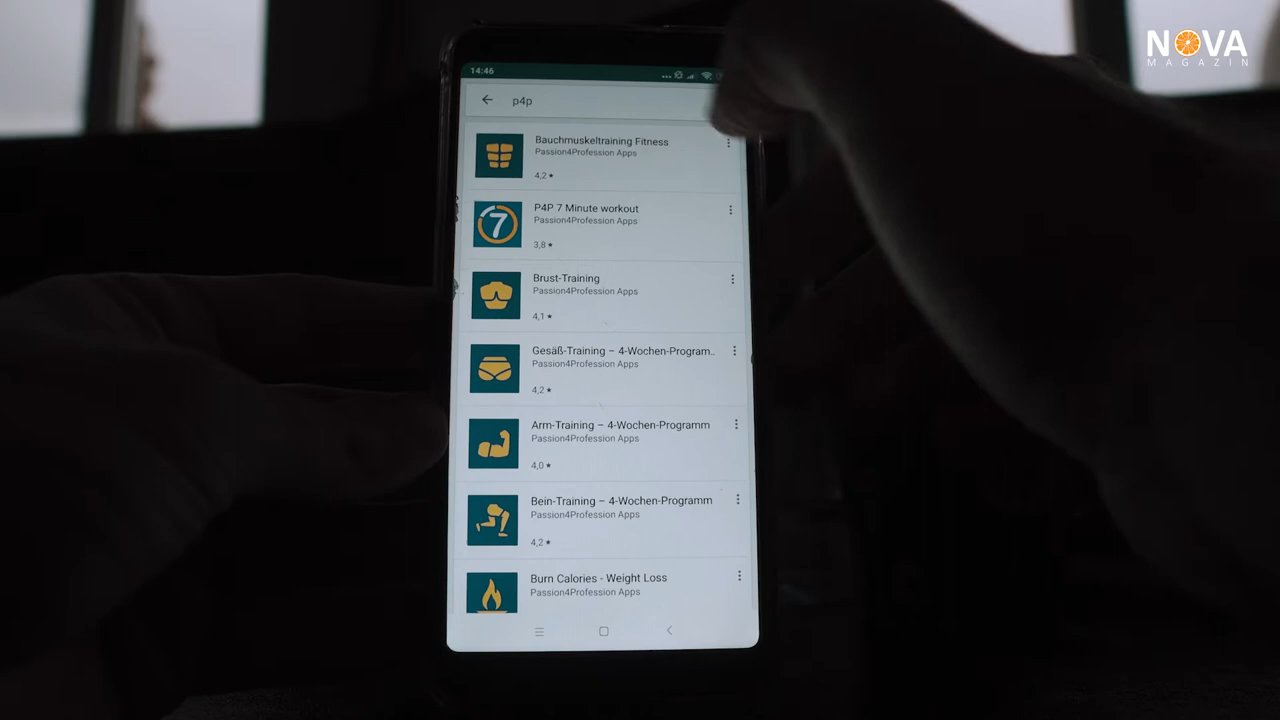 NOVA
MAGAZIN
14:46
p4p
Bauchmuskeltraining Fitness
Passion4Profession Apps
4,2★
7
P4P 7 Minute workout
Passion4Profession Apps
3,8★
Brust-Training
Passion4Profession Apps
4,1★
Gesäß-Training – 4-Wochen-Program..
Passion4Profession Apps
4,2★
Arm-Training – 4-Wochen-Programm
Passion4Profession Apps
4,0★
Bein-Training – 4-Wochen-Programm
Passion4Profession Apps
4,2★
Burn Calories - Weight Loss
Passion4Profession Apps